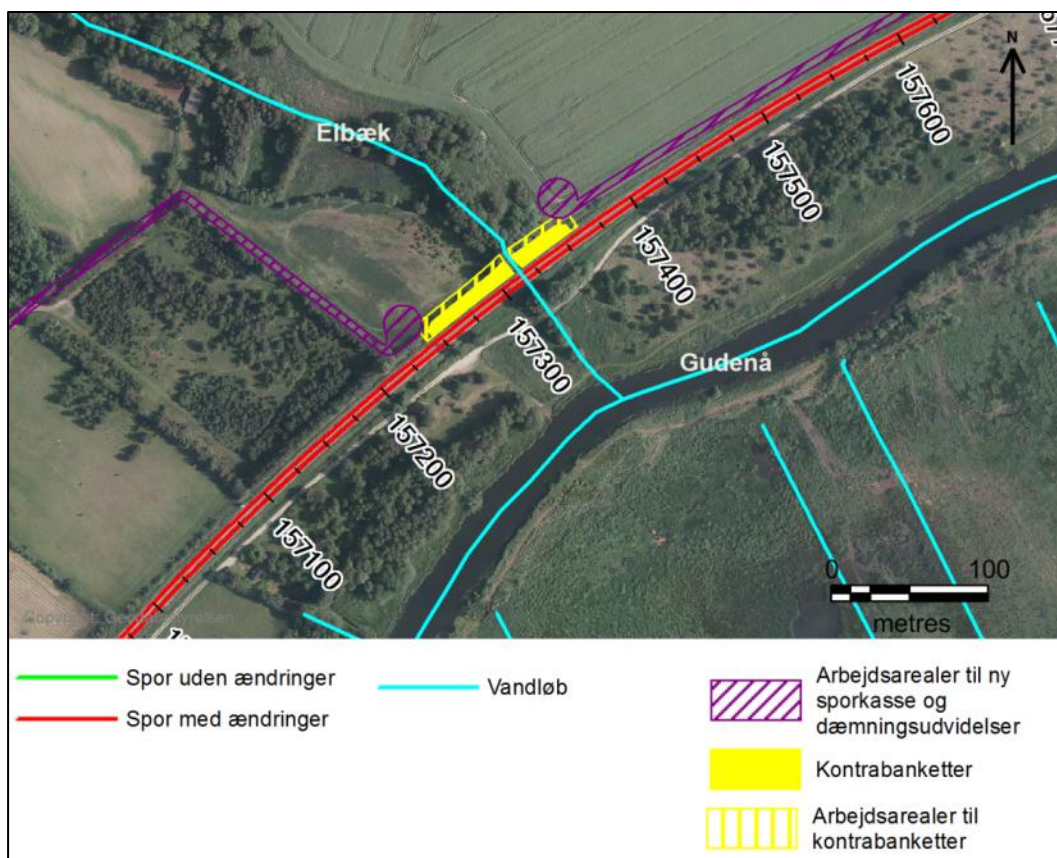 N
Elbæk
157600
157500
157400
Gudenå
157300
157200
157100
0 100
metres
Spor uden ændringer
Spor med ændringer
Vandløb
Arbejdsarealer til ny
sporkasse og
dæmningsudvidelser
Kontrabanketter
Arbejdsarealer til
kontrabanketter